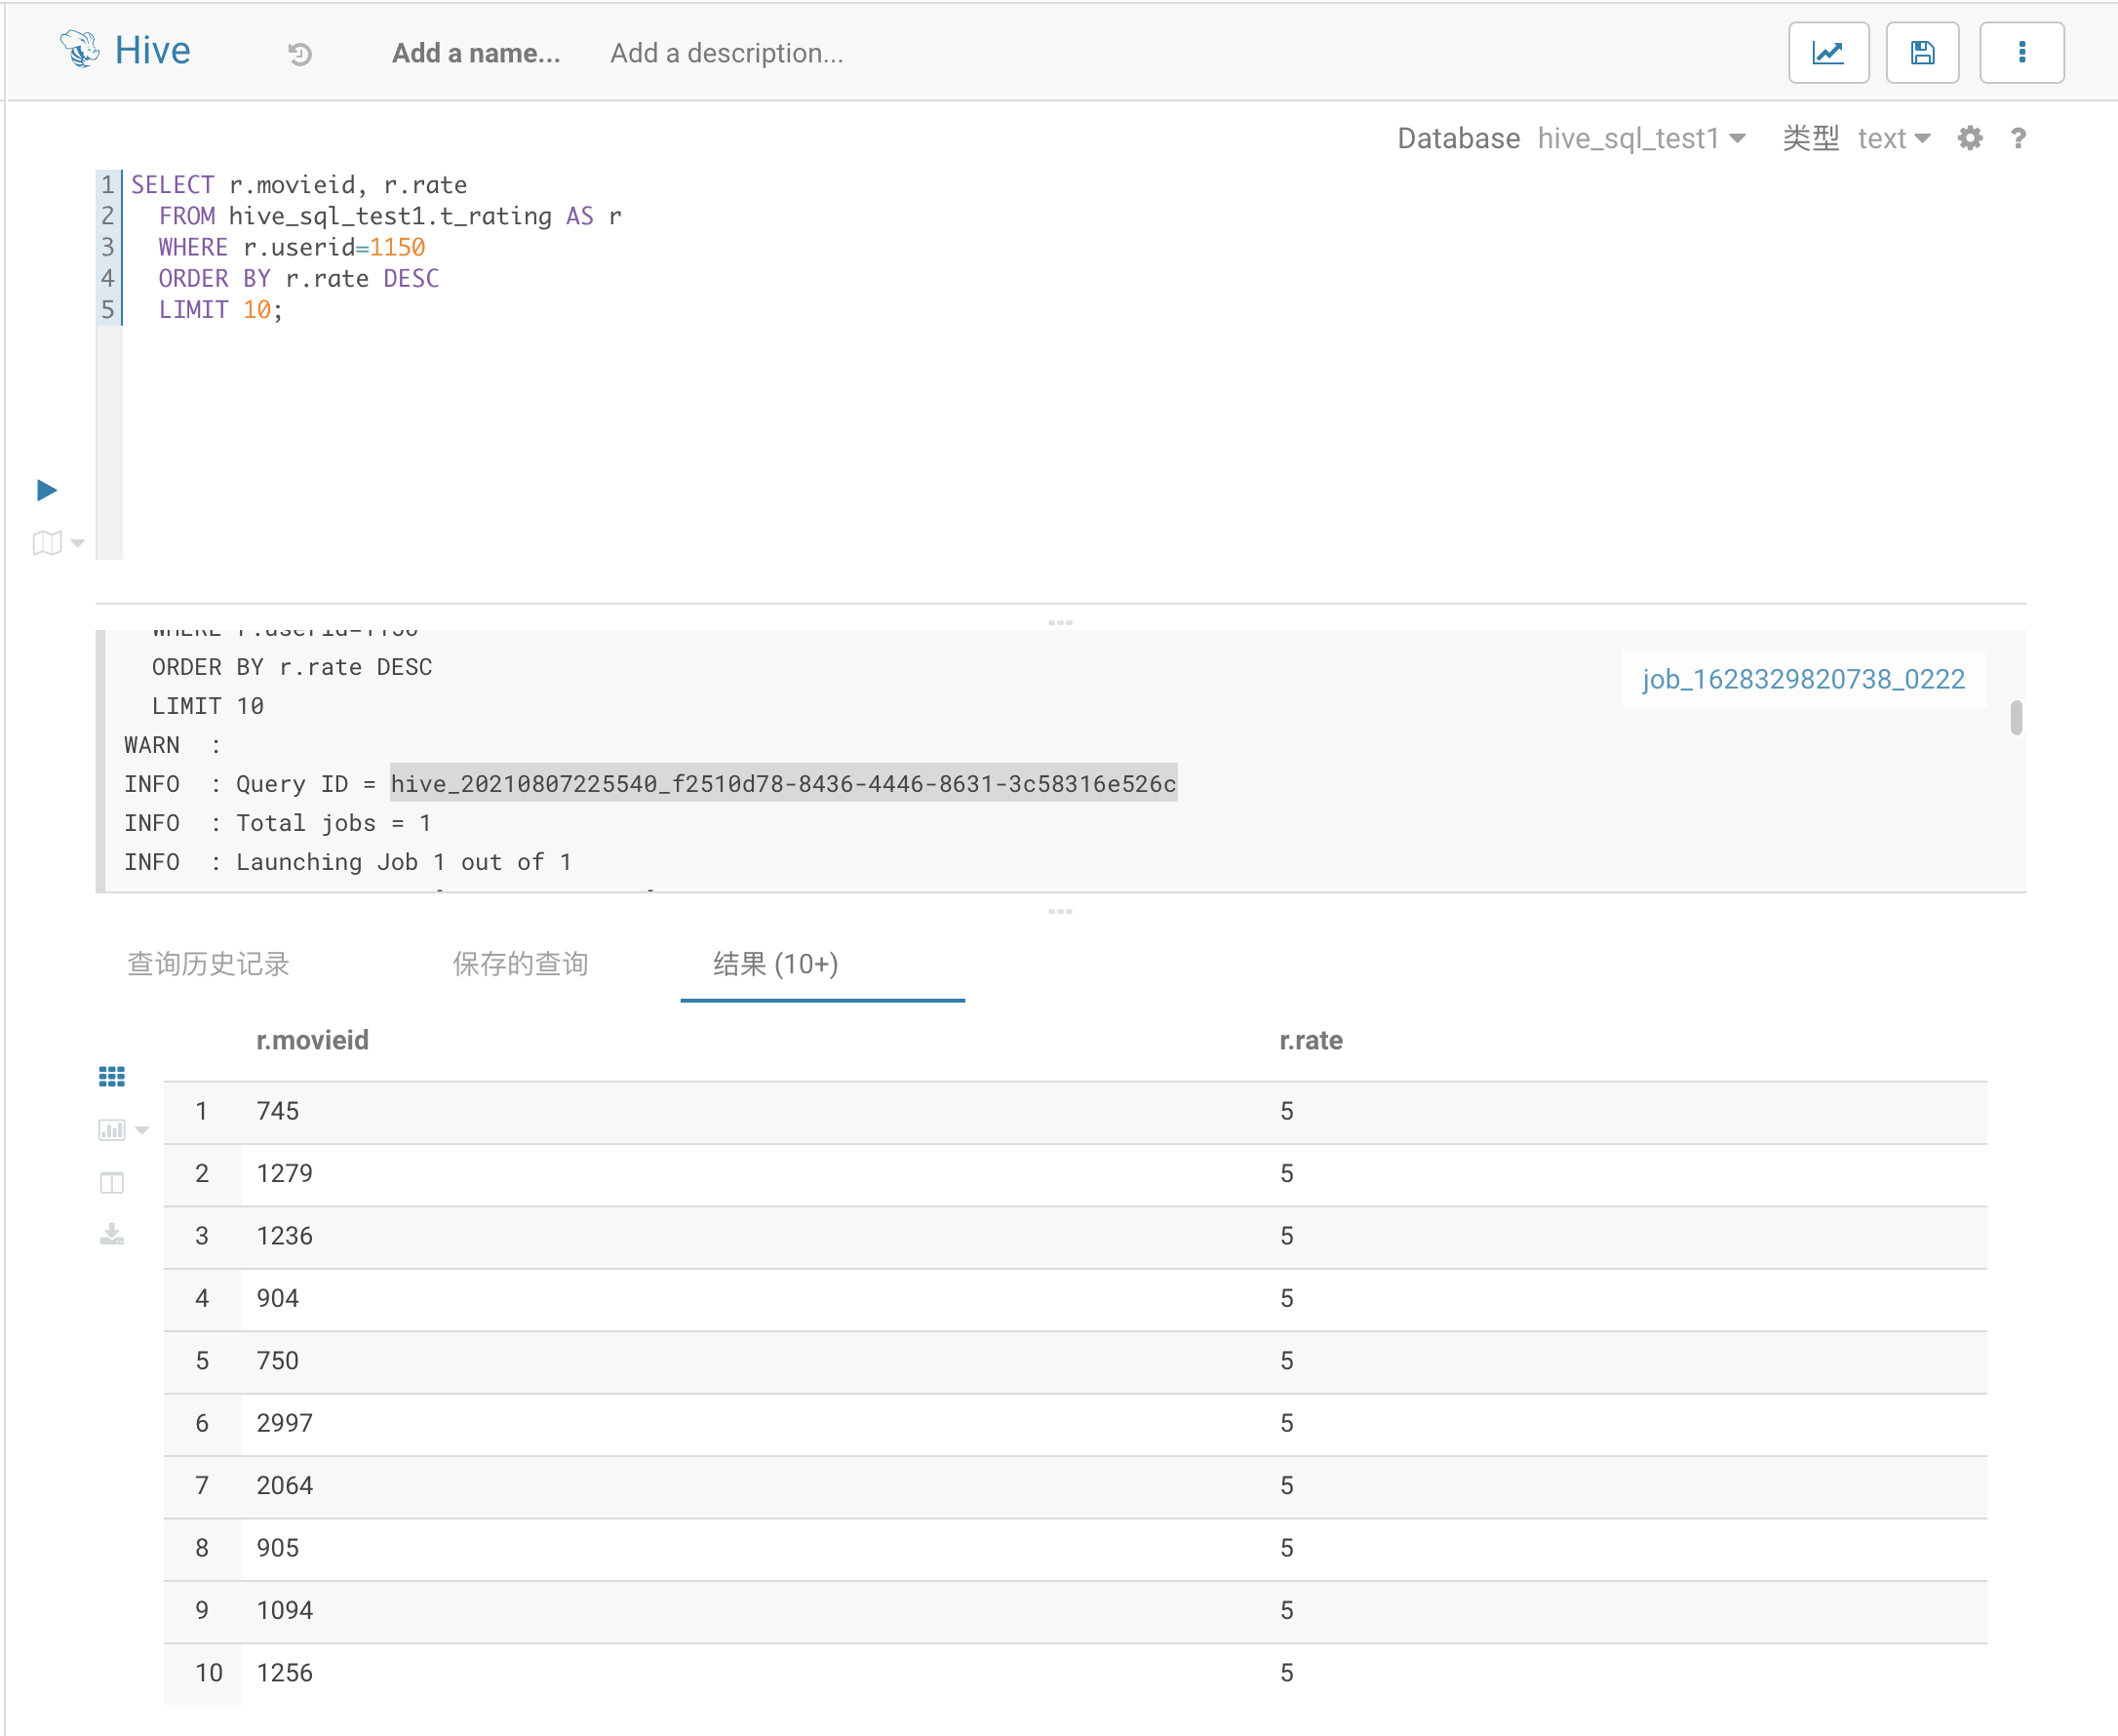 Hive Add a name... Add a description...
Database hive_sql_test1 类型 text ?
1 SELECT r.movieid, r.rate
2 FROM hive_sql_test1.t_rating AS r
3 WHERE r.userid=1150
4 ORDER BY r.rate DESC
5 LIMIT 10;
WHERE r.userid=1150
ORDER BY r.rate DESC
job_1628329820738_0222
LIMIT 10
WARN :
INFO : Query ID = hive_20210807225540_f2510d78-8436-4446-8631-3c58316e526c
INFO : Total jobs = 1
INFO : Launching Job 1 out of 1
查询历史记录 保存的查询 结果 (10+)
r.movieid r.rate
1 745 5
2 1279 5
3 1236 5
4 904 5
5 750 5
6 2997 5
7 2064 5
8 905 5
9 1094 5
10 1256 5